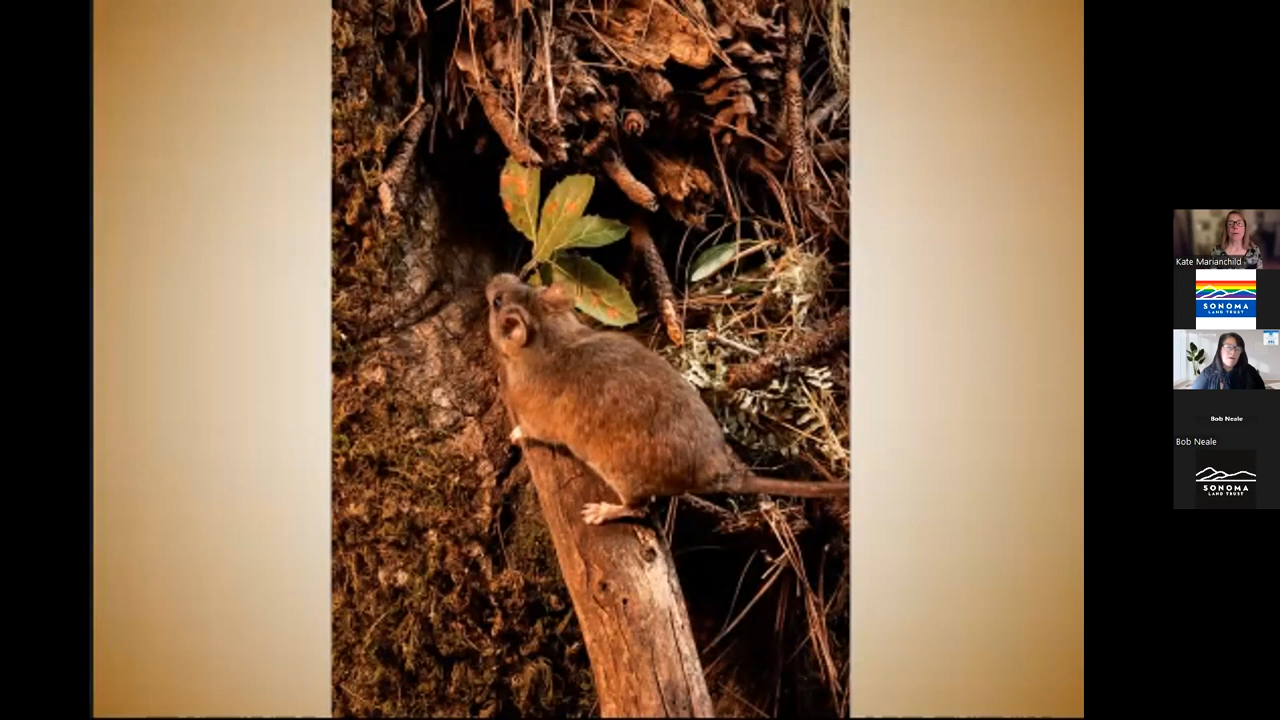 Kate Marianchild
SONOMA
LAND TRUST
Bob Neale
Bob Neale
SONOMA
LAND TRUST